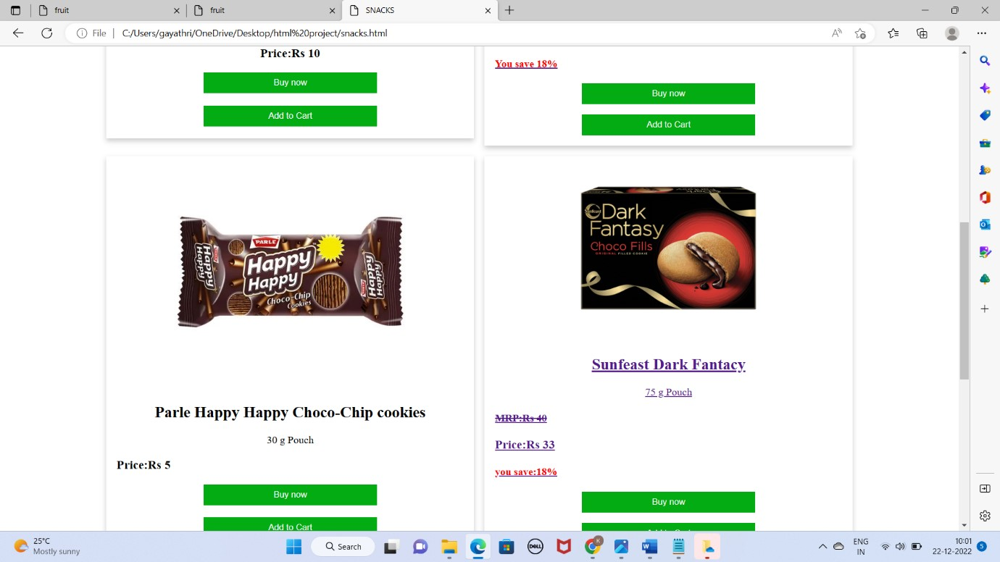 fruit
fruit
SNACKS
File
C:/Users/gayathri/OneDrive/Desktop/html%20project/snacks.html
Price:Rs 10
Buy now
Add to Cart
You save 18%
Buy now
Add to Cart
PARLE
Happy
Happy
Choco-Chip
Cookies
Happy
Happy
Happy
Happy
Parle Happy Happy Choco-Chip cookies
30 g Pouch
Price:Rs 5
Buy now
Add to Cart
Sunfeast
Dark
Fantasy
Choco Fills
ORIGINAL FILLED COOKIE
Sunfeast Dark Fantacy
75 g Pouch
MRP:Rs 40
Price:Rs 33
you save:18%
Buy now
Add to Cart
25°C
Mostly sunny
Search
DELL
K
ENG
IN
10:01
22-12-2022
5